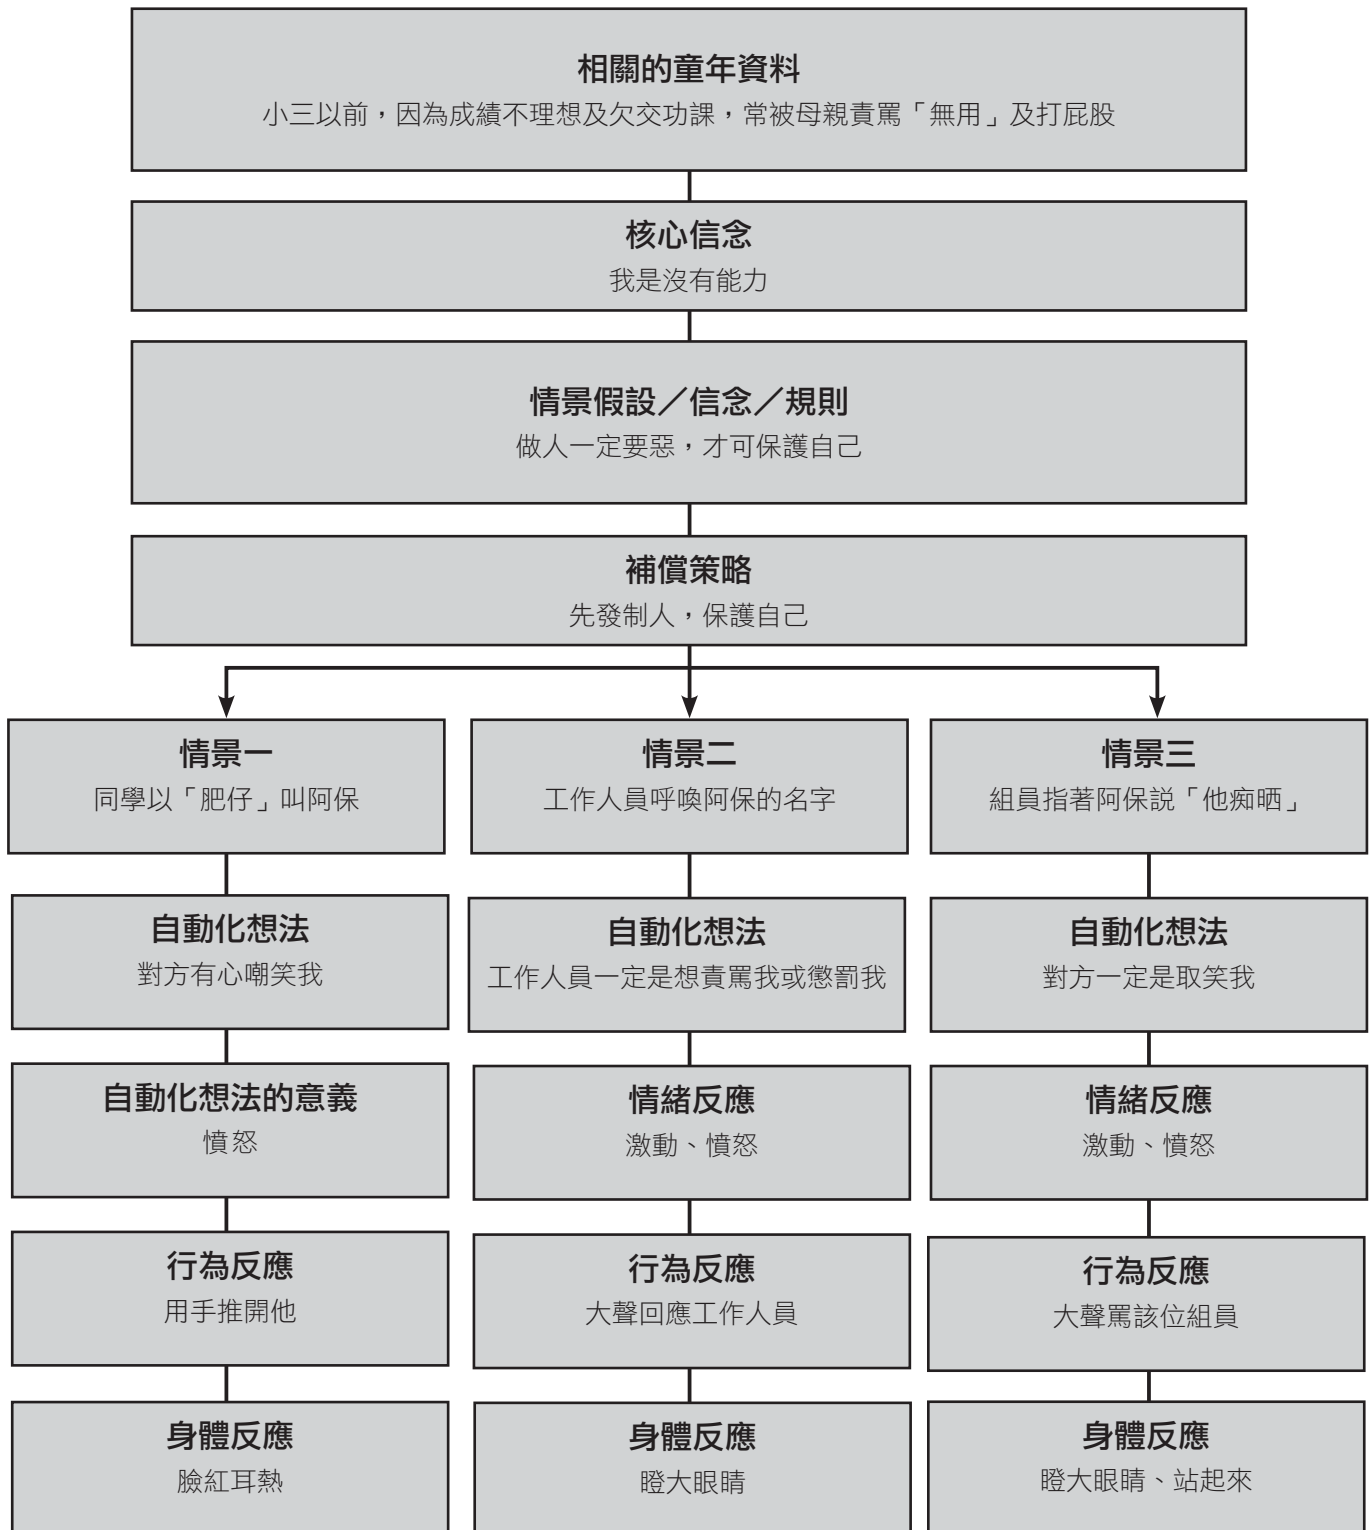 相關的童年資料
小三以前，因為成績不理想及欠交功課，常被母親責罵「無用」及打屁股
核心信念
我是沒有能力
情景假設／信念／規則
做人一定要惡，才可保護自己
補償策略
先發制人，保護自己
情景一
同學以「肥仔」叫阿保
自動化想法
對方有心嘲笑我
自動化想法的意義
憤怒
行為反應
用手推開他
身體反應
臉紅耳熱
情景二
工作人員呼喚阿保的名字
自動化想法
工作人員一定是想責罵我或懲罰我
情緒反應
激動、憤怒
行為反應
大聲回應工作人員
身體反應
瞪大眼睛
情景三
組員指著阿保説「他痴晒」
自動化想法
對方一定是取笑我
情緒反應
激動、憤怒
行為反應
大聲罵該位組員
身體反應
瞪大眼睛、站起來